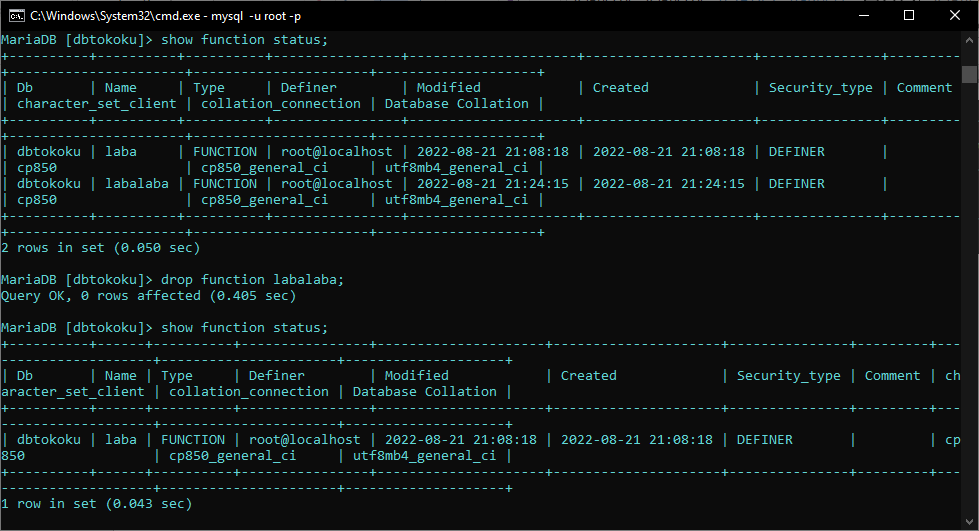 C:\Windows\System32\cmd.exe - mysql -u root -p
MariaDB [dbtokoku]> show function status;
+----------+----------+----------+----------------+---------------------+---------------------+---------------+---------
+----------------------+----------------------+--------------------+
| Db       | Name     | Type     | Definer        | Modified            | Created             | Security_type | Comment
| character_set_client | collation_connection | Database Collation |
+----------+----------+----------+----------------+---------------------+---------------------+---------------+---------
+----------------------+----------------------+--------------------+
| dbtokoku | laba     | FUNCTION | root@localhost | 2022-08-21 21:08:18 | 2022-08-21 21:08:18 | DEFINER       |
| cp850                | cp850_general_ci     | utf8mb4_general_ci |
| dbtokoku | labalaba | FUNCTION | root@localhost | 2022-08-21 21:24:15 | 2022-08-21 21:24:15 | DEFINER       |
| cp850                | cp850_general_ci     | utf8mb4_general_ci |
+----------+----------+----------+----------------+---------------------+---------------------+---------------+---------
+----------------------+----------------------+--------------------+
2 rows in set (0.050 sec)
MariaDB [dbtokoku]> drop function labalaba;
Query OK, 0 rows affected (0.405 sec)
MariaDB [dbtokoku]> show function status;
+----------+------+----------+----------------+---------------------+---------------------+---------------+---------+---
-------------------+----------------------+--------------------+
| Db       | Name | Type     | Definer        | Modified            | Created             | Security_type | Comment | ch
aracter_set_client | collation_connection | Database Collation |
+----------+------+----------+----------------+---------------------+---------------------+---------------+---------+---
-------------------+----------------------+--------------------+
| dbtokoku | laba | FUNCTION | root@localhost | 2022-08-21 21:08:18 | 2022-08-21 21:08:18 | DEFINER       |         | cp
850                | cp850_general_ci     | utf8mb4_general_ci |
+----------+------+----------+----------------+---------------------+---------------------+---------------+---------+---
-------------------+----------------------+--------------------+
1 row in set (0.043 sec)